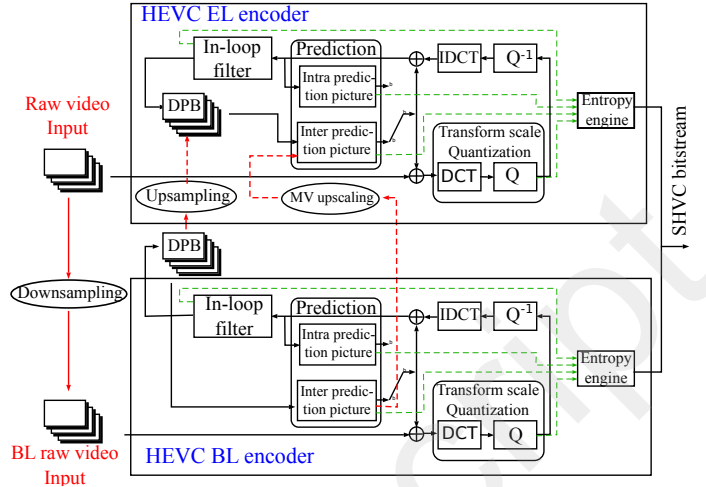 HEVC EL encoder
In-loop
filter
Prediction
Intra predic-
tion picture
Inter predic-
tion picture
IDCT
Q-1
DPB
Entropy
engine
Transform scale
Quantization
DCT
Q
Raw video
Input
Upsampling
MV upscaling
SHVC bitstream
DPB
Downsampling
In-loop
filter
Prediction
Intra predic-
tion picture
Inter predic-
tion picture
IDCT
Q-1
Entropy
engine
Transform scale
Quantization
DCT
Q
BL raw video
Input
HEVC BL encoder
cript